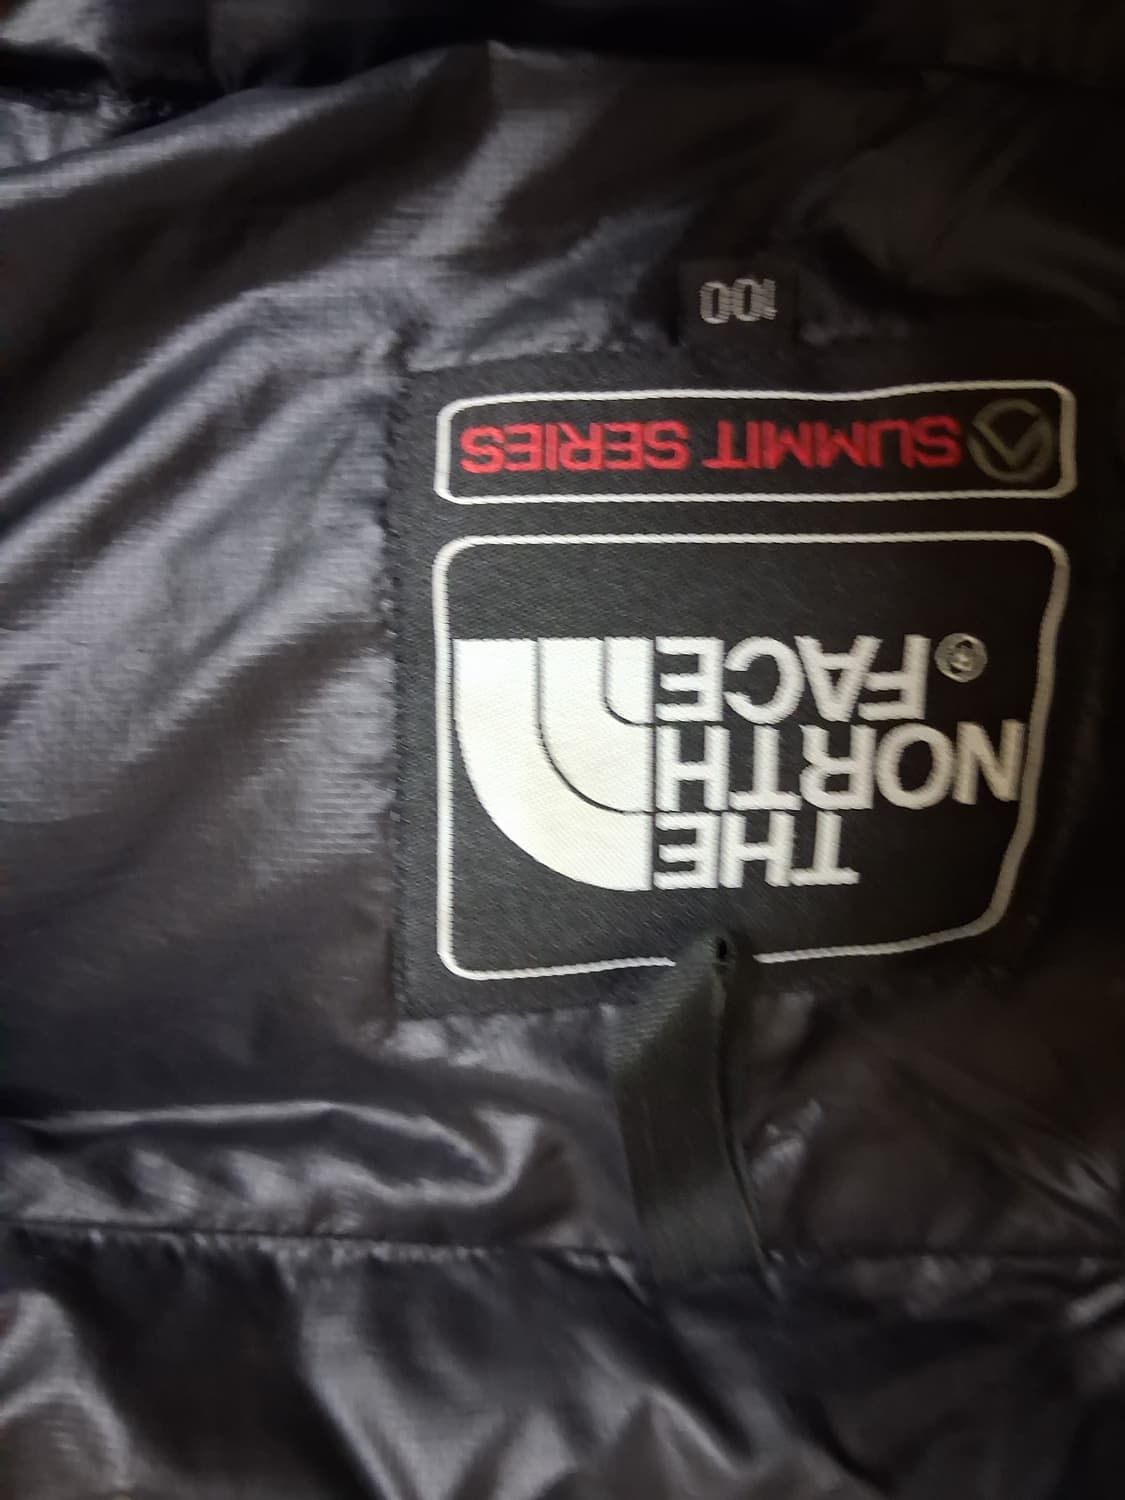 THE
NORTH
FACE®
SUMMIT SERIES
100